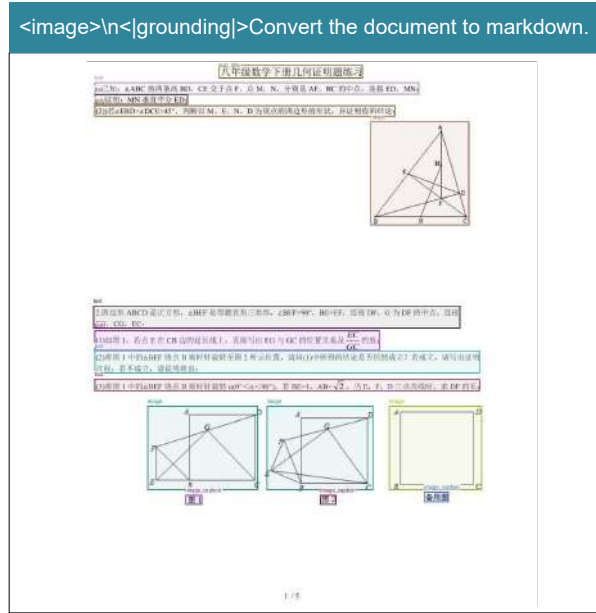 <image>\n<|grounding|>Convert the document to markdown.
八年级数学下册几何证明题练习
已知：△ABC 的两条高 BD，CE 交于点 F，点 M，N，分别是 AF，BC 的中点，连接 ED，MN；
证明：MN 垂直平分 ED；
(2)若∠EBD=∠DCE=45°，判断以 M，E，N，D 为顶点的四边形的形状，并证明你的结论；
A
M
E
D
F
B
N
C
text
2.四边形 ABCD 是正方形，△BEF 是等腰直角三角形，∠BEF=90°，BE=EF，连接 DF，G 为 DF 的中点，连接
EG，CG，EC。
(1)如图 1，若点 E 在 CB 边的延长线上，直接写出 EG 与 GC 的位置关系及 EC/GC 的值；
(2)将图 1 中的△BEF 绕点 B 顺时针旋转至图 2 所示位置，请问(1)中所得的结论是否仍然成立？若成立，请写出证明
过程；若不成立，请说明理由；
(3)将图 1 中的△BEF 绕点 B 顺时针旋转 α(0°<α<90°)，若 BE=1，AB=√2，当 E，F，D 三点共线时，求 DF 的长；
image
image
image
A D
G
F
E B C
A D
G
F
E
B C
A D
B C
image_caption
image_caption
image_caption
图 1
图 2
备用图
1 / 5